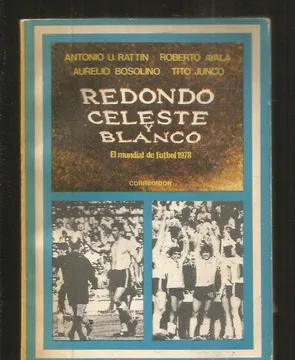 ANTONIO U. RATTIN · ROBERTO AYALA
AURELIO BOSOLINO · TITO JUNCO
REDONDO
CELESTE
Y
BLANCO
El mundial de futbol 1978
CORREGIDOR